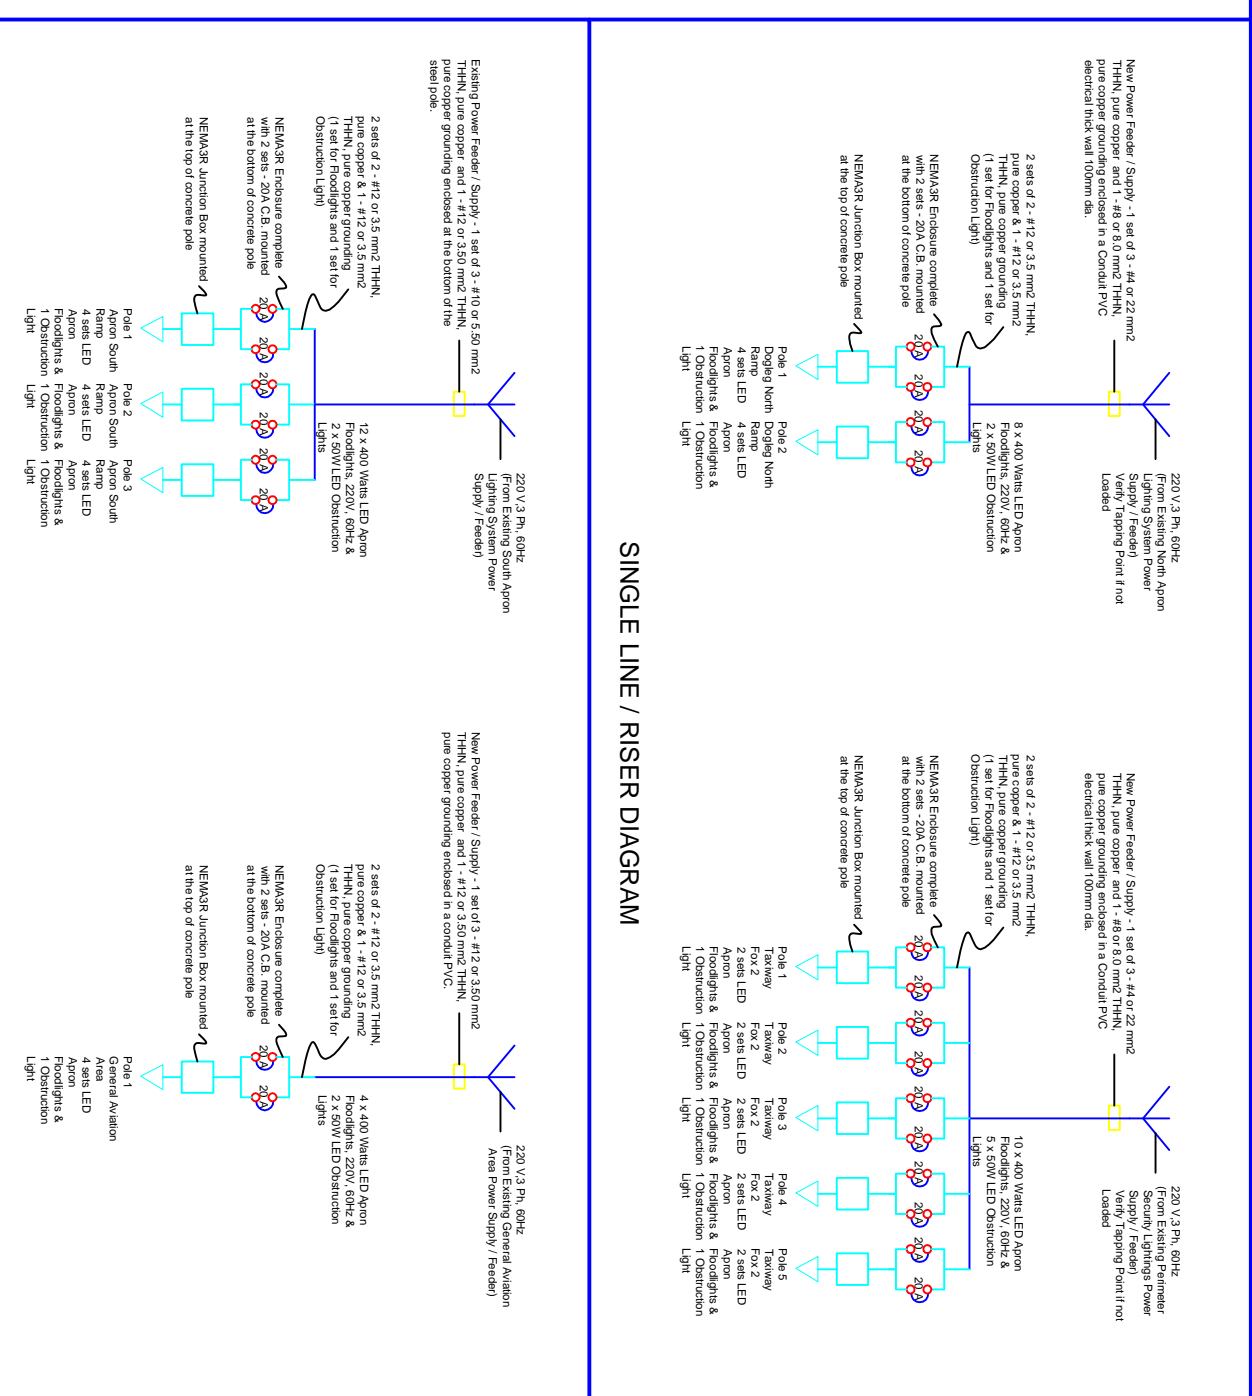 New Power Feeder / Supply - 1 set of 3 - #4 or 22 mm2
THHN, pure copper and 1 - #8 or 8.0 mm2 THHN,
pure copper grounding enclosed in a Conduit PVC
electrical thick wall 100mm dia.
220 V,3 Ph, 60Hz
(From Existing North Apron
Lighting System Power
Supply / Feeder)
Verify Tapping Point if not
Loaded
2 sets of 2 - #12 or 3.5 mm2 THHN,
pure copper & 1 - #12 or 3.5 mm2
THHN, pure copper grounding
(1 set for Floodlights and 1 set for
Obstruction Light)
8 x 400 Watts LED Apron
Floodlights, 220V, 60Hz &
2 x 50W LED Obstruction
Lights
NEMA3R Enclosure complete
with 2 sets - 20A C.B. mounted
at the bottom of concrete pole
20 A
20 A
20 A
20 A
NEMA3R Junction Box mounted
at the top of concrete pole
Pole 1
Dogleg North
Ramp
4 sets LED
Apron
Floodlights &
1 Obstruction
Light
Pole 2
Dogleg North
Ramp
4 sets LED
Apron
Floodlights &
1 Obstruction
Light
New Power Feeder / Supply - 1 set of 3 - #4 or 22 mm2
THHN, pure copper and 1 - #8 or 8.0 mm2 THHN,
pure copper grounding enclosed in a Conduit PVC
electrical thick wall 100mm dia.
220 V,3 Ph, 60Hz
(From Existing Perimeter
Security Lightings Power
Supply / Feeder)
Verify Tapping Point if not
Loaded
2 sets of 2 - #12 or 3.5 mm2 THHN,
pure copper & 1 - #12 or 3.5 mm2
THHN, pure copper grounding
(1 set for Floodlights and 1 set for
Obstruction Light)
10 x 400 Watts LED Apron
Floodlights, 220V, 60Hz &
5 x 50W LED Obstruction
Lights
NEMA3R Enclosure complete
with 2 sets - 20A C.B. mounted
at the bottom of concrete pole
20 A
20 A
20 A
20 A
20 A
20 A
20 A
20 A
20 A
20 A
NEMA3R Junction Box mounted
at the top of concrete pole
Pole 1
Taxiway
Fox 2
2 sets LED
Apron
Floodlights &
1 Obstruction
Light
Pole 2
Taxiway
Fox 2
2 sets LED
Apron
Floodlights &
1 Obstruction
Light
Pole 3
Taxiway
Fox 2
2 sets LED
Apron
Floodlights &
1 Obstruction
Light
Pole 4
Taxiway
Fox 2
2 sets LED
Apron
Floodlights &
1 Obstruction
Light
Pole 5
Taxiway
Fox 2
2 sets LED
Apron
Floodlights &
1 Obstruction
Light
SINGLE LINE / RISER DIAGRAM
Existing Power Feeder / Supply - 1 set of 3 - #10 or 5.50 mm2
THHN, pure copper and 1 - #12 or 3.50 mm2 THHN,
pure copper grounding enclosed at the bottom of the
steel pole.
220 V,3 Ph, 60Hz
(From Existing South Apron
Lighting System Power
Supply / Feeder)
2 sets of 2 - #12 or 3.5 mm2 THHN,
pure copper & 1 - #12 or 3.5 mm2
THHN, pure copper grounding
(1 set for Floodlights and 1 set for
Obstruction Light)
12 x 400 Watts LED Apron
Floodlights, 220V, 60Hz &
2 x 50W LED Obstruction
Lights
NEMA3R Enclosure complete
with 2 sets - 20A C.B. mounted
at the bottom of concrete pole
20 A
20 A
20 A
20 A
20 A
20 A
NEMA3R Junction Box mounted
at the top of concrete pole
Pole 1
Apron South
Ramp
4 sets LED
Apron
Floodlights &
1 Obstruction
Light
Pole 2
Apron South
Ramp
4 sets LED
Apron
Floodlights &
1 Obstruction
Light
Pole 3
Apron South
Ramp
4 sets LED
Apron
Floodlights &
1 Obstruction
Light
New Power Feeder / Supply - 1 set of 3 - #12 or 3.50 mm2
THHN, pure copper and 1 - #12 or 3.50 mm2 THHN,
pure copper grounding enclosed in a conduit PVC.
220 V,3 Ph, 60Hz
(From Existing General Aviation
Area Power Supply / Feeder)
2 sets of 2 - #12 or 3.5 mm2 THHN,
pure copper & 1 - #12 or 3.5 mm2
THHN, pure copper grounding
(1 set for Floodlights and 1 set for
Obstruction Light)
4 x 400 Watts LED Apron
Floodlights, 220V, 60Hz &
2 x 50W LED Obstruction
Lights
NEMA3R Enclosure complete
with 2 sets - 20A C.B. mounted
at the bottom of concrete pole
20 A
20 A
NEMA3R Junction Box mounted
at the top of concrete pole
Pole 1
General Aviation
Area
4 sets LED
Apron
Floodlights &
1 Obstruction
Light